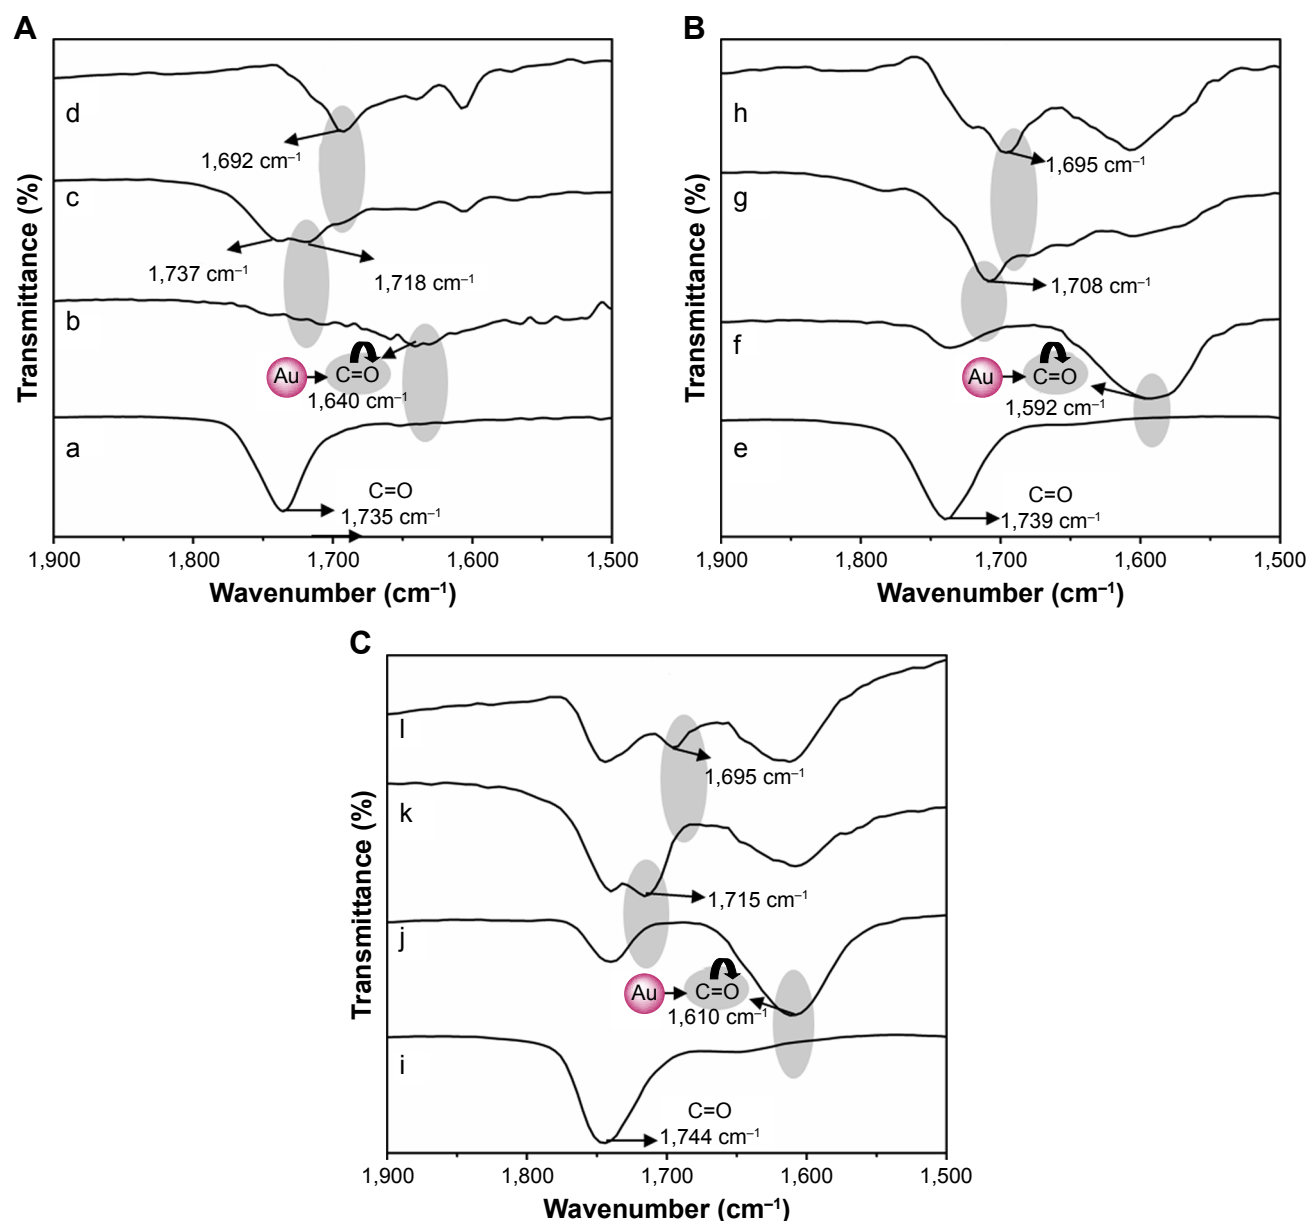 A
Transmittance (%)
d
1,692 cm–1
c
1,737 cm–1
1,718 cm–1
b
Au
C=O
1,640 cm–1
a
C=O
1,735 cm–1
1,900
1,800
1,700
1,600
1,500
Wavenumber (cm–1)
B
Transmittance (%)
h
1,695 cm–1
g
1,708 cm–1
f
Au
C=O
1,592 cm–1
e
C=O
1,739 cm–1
1,900
1,800
1,700
1,600
1,500
Wavenumber (cm–1)
C
Transmittance (%)
l
1,695 cm–1
k
1,715 cm–1
j
Au
C=O
1,610 cm–1
i
C=O
1,744 cm–1
1,900
1,800
1,700
1,600
1,500
Wavenumber (cm–1)